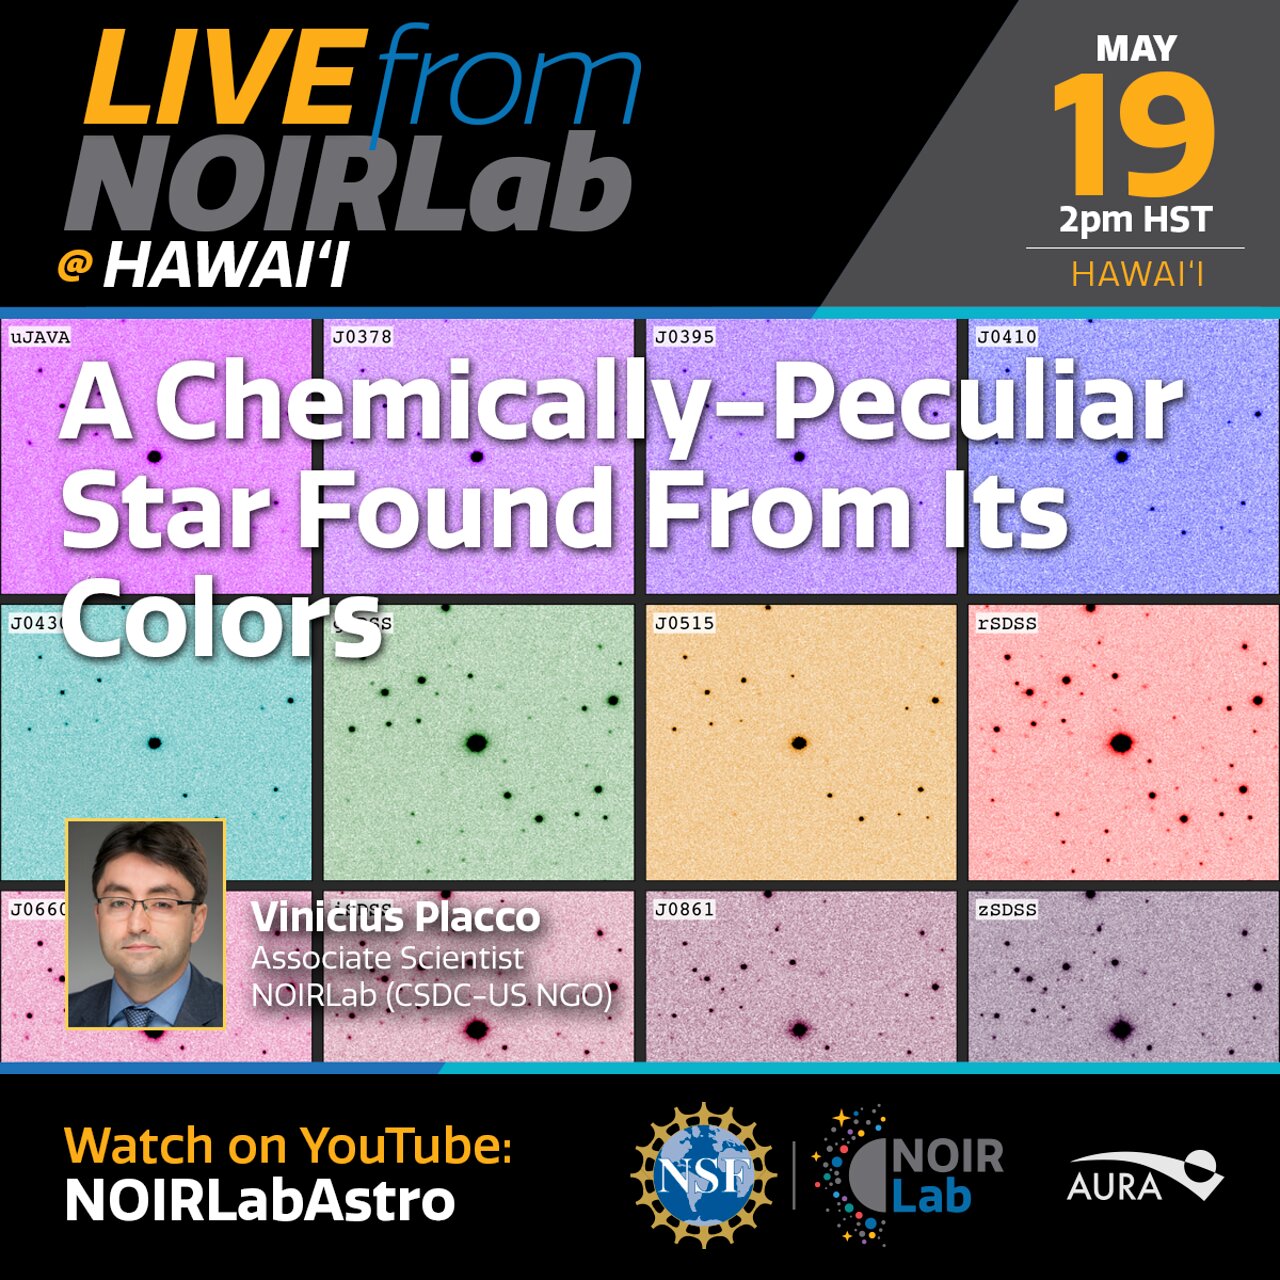 LIVE from
NOIRLab
@ HAWAI‘I
MAY
19
2pm HST
HAWAI‘I
uJAVA
J0378
J0395
J0410
A Chemically-Peculiar
Star Found From Its
Colors
J0515
rSDSS
J0660
J0861
zSDSS
Vinicius Placco
Associate Scientist
NOIRLab (CSDC-US NGO)
Watch on YouTube:
NOIRLabAstro
NSF
NOIR
Lab
AURA